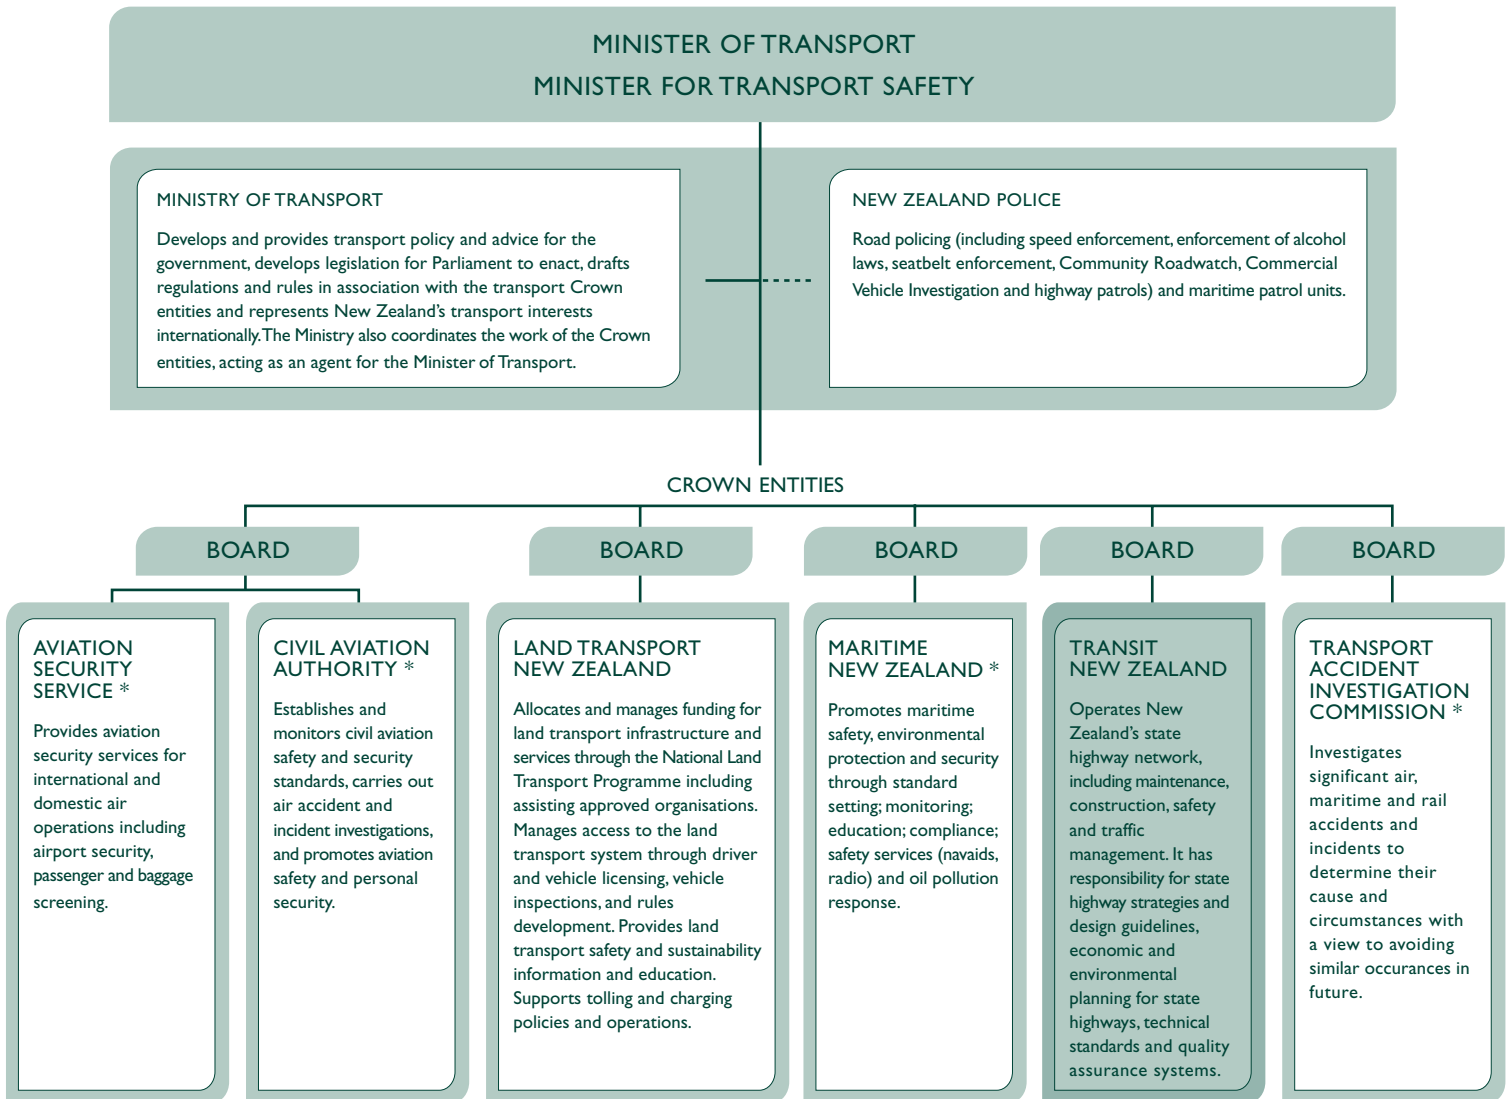 MINISTER OF TRANSPORT
MINISTER FOR TRANSPORT SAFETY
MINISTRY OF TRANSPORT
Develops and provides transport policy and advice for the
government, develops legislation for Parliament to enact, drafts
regulations and rules in association with the transport Crown
entities and represents New Zealand’s transport interests
internationally. The Ministry also coordinates the work of the Crown
entities, acting as an agent for the Minister of Transport.
NEW ZEALAND POLICE
Road policing (including speed enforcement, enforcement of alcohol
laws, seatbelt enforcement, Community Roadwatch, Commercial
Vehicle Investigation and highway patrols) and maritime patrol units.
CROWN ENTITIES
BOARD
BOARD
BOARD
BOARD
BOARD
AVIATION
SECURITY
SERVICE *
Provides aviation
security services for
international and
domestic air
operations including
airport security,
passenger and baggage
screening.
CIVIL AVIATION
AUTHORITY *
Establishes and
monitors civil aviation
safety and security
standards, carries out
air accident and
incident investigations,
and promotes aviation
safety and personal
security.
LAND TRANSPORT
NEW ZEALAND
Allocates and manages funding for
land transport infrastructure and
services through the National Land
Transport Programme including
assisting approved organisations.
Manages access to the land
transport system through driver
and vehicle licensing, vehicle
inspections, and rules
development. Provides land
transport safety and sustainability
information and education.
Supports tolling and charging
policies and operations.
MARITIME
NEW ZEALAND *
Promotes maritime
safety, environmental
protection and security
through standard
setting; monitoring;
education; compliance;
safety services (navaids,
radio) and oil pollution
response.
TRANSIT
NEW ZEALAND
Operates New
Zealand’s state
highway network,
including maintenance,
construction, safety
and traffic
management. It has
responsibility for state
highway strategies and
design guidelines,
economic and
environmental
planning for state
highways, technical
standards and quality
assurance systems.
TRANSPORT
ACCIDENT
INVESTIGATION
COMMISSION *
Investigates
significant air,
maritime and rail
accidents and
incidents to
determine their
cause and
circumstances with
a view to avoiding
similar occurances in
future.